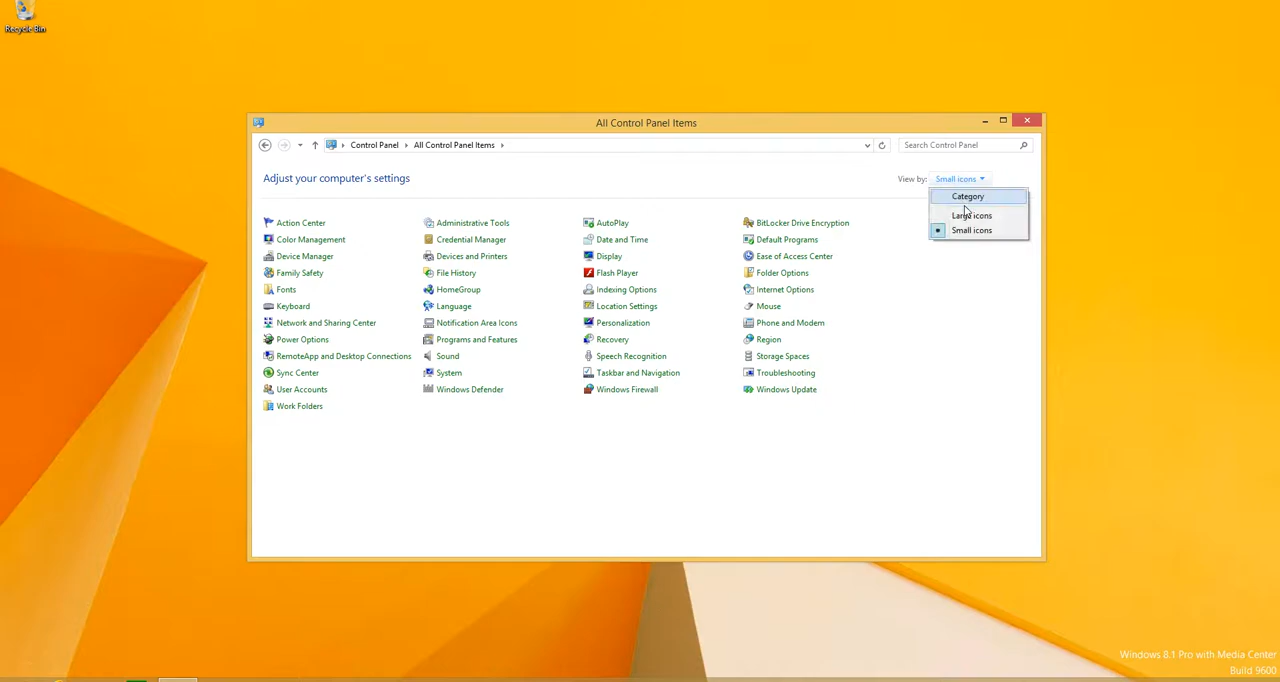 Recycle Bin
All Control Panel Items
Control Panel All Control Panel Items Search Control Panel
Adjust your computer's settings View by: Small icons
Category
Large icons
Small icons
Action Center Administrative Tools AutoPlay BitLocker Drive Encryption
Color Management Credential Manager Date and Time Default Programs
Device Manager Devices and Printers Display Ease of Access Center
Family Safety File History Flash Player Folder Options
Fonts HomeGroup Indexing Options Internet Options
Keyboard Language Location Settings Mouse
Network and Sharing Center Notification Area Icons Personalization Phone and Modem
Power Options Programs and Features Recovery Region
RemoteApp and Desktop Connections Sound Speech Recognition Storage Spaces
Sync Center System Taskbar and Navigation Troubleshooting
User Accounts Windows Defender Windows Firewall Windows Update
Work Folders
Windows 8.1 Pro with Media Center
Build 9600